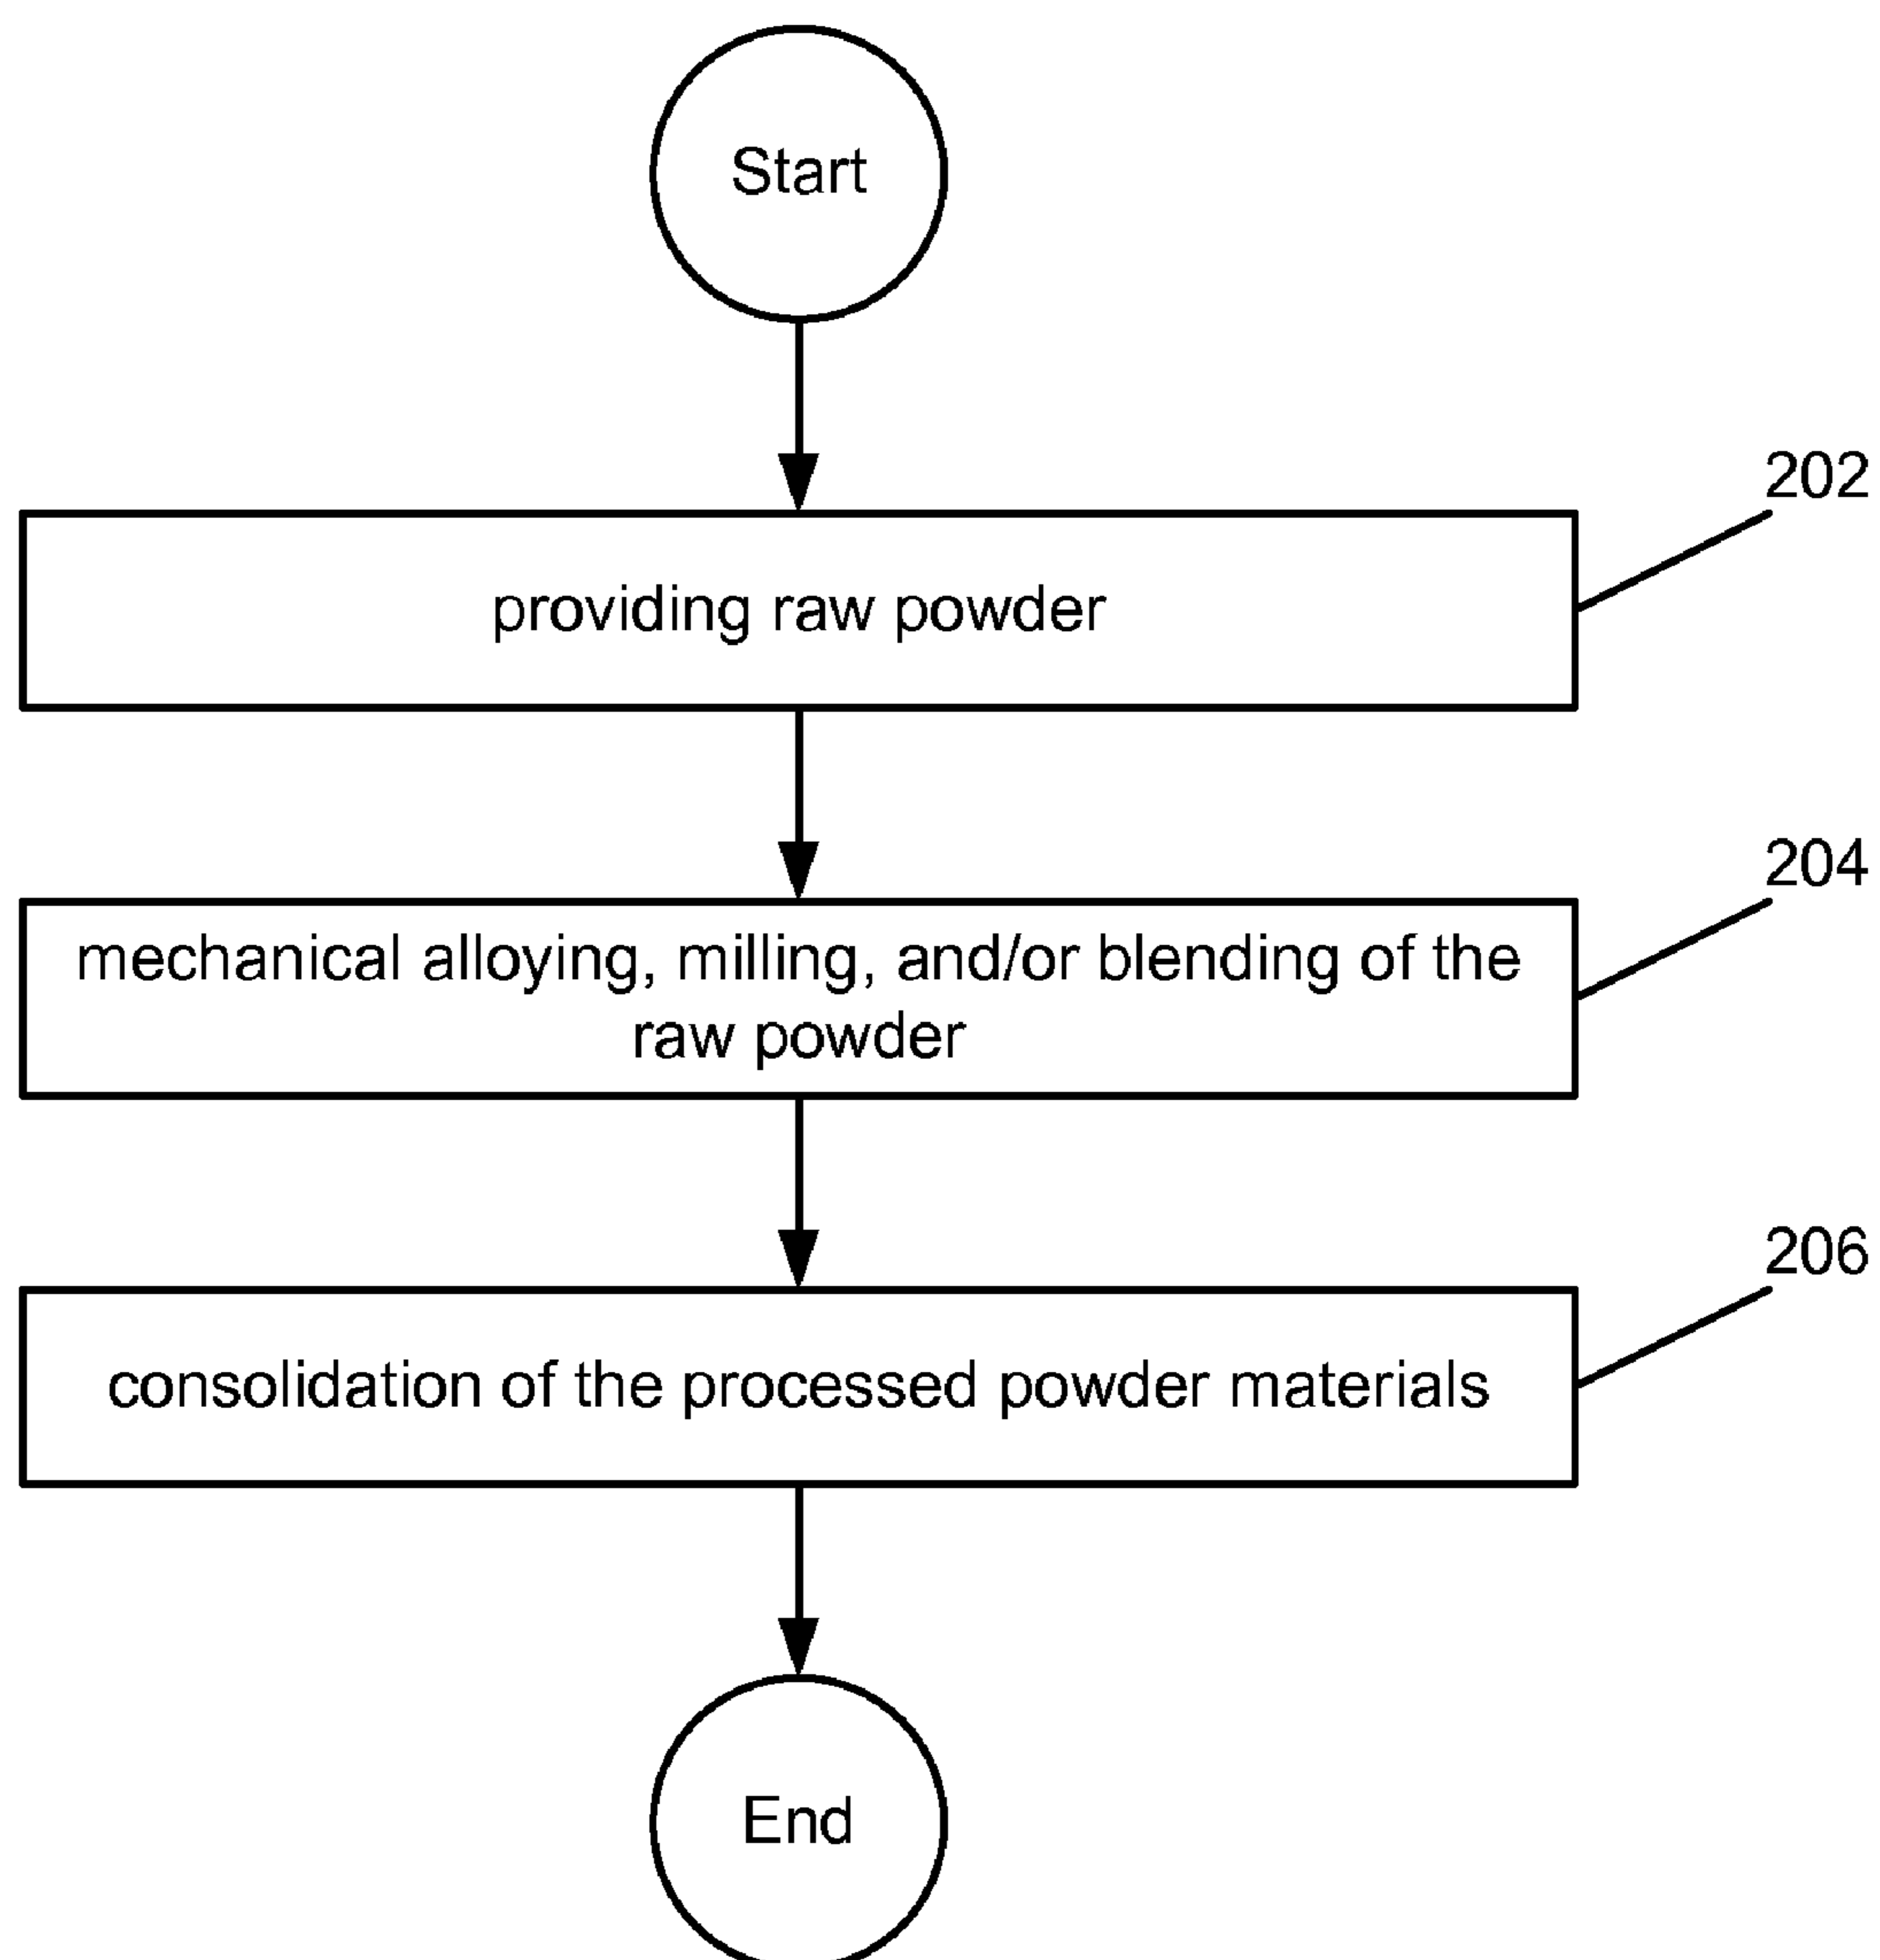 Start
202
providing raw powder
204
mechanical alloying, milling, and/or blending of the
raw powder
206
consolidation of the processed powder materials
End